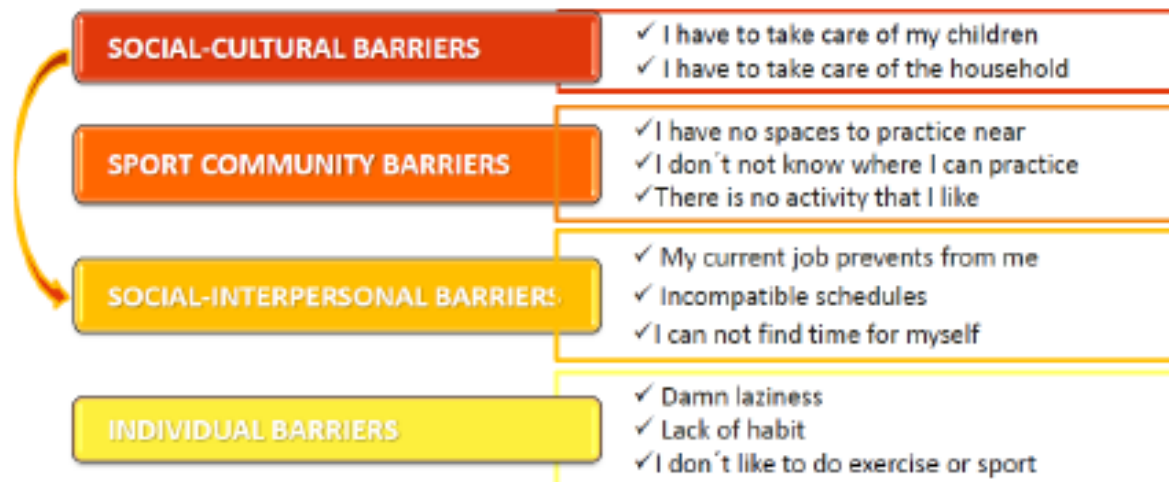 SOCIAL-CULTURAL BARRIERS
✓ I have to take care of my children
✓ I have to take care of the household
SPORT COMMUNITY BARRIERS
✓I have no spaces to practice near
✓I don´t not know where I can practice
✓There is no activity that I like
SOCIAL-INTERPERSONAL BARRIERS
✓ My current job prevents from me
✓ Incompatible schedules
✓I can not find time for myself
INDIVIDUAL BARRIERS
✓ Damn laziness
✓ Lack of habit
✓I don´t like to do exercise or sport